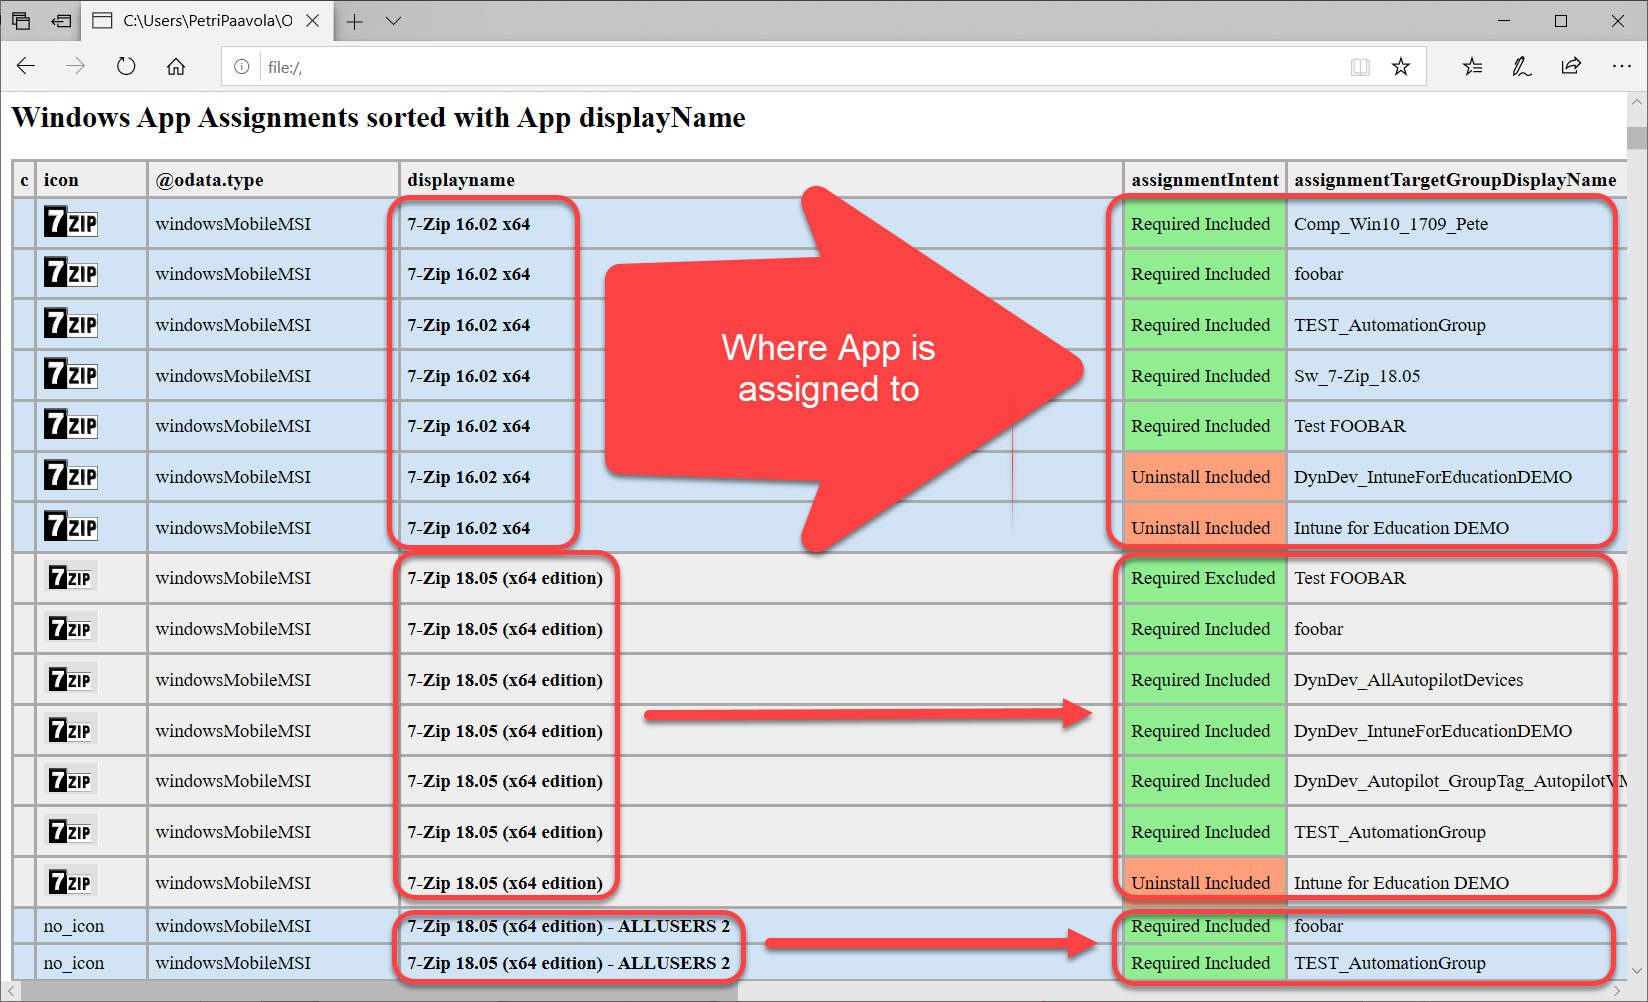 C:\Users\PetriPaavola\O
file:/
Windows App Assignments sorted with App displayName
c icon @odata.type displayname assignmentIntent assignmentTargetGroupDisplayName
7ZIP windowsMobileMSI 7-Zip 16.02 x64 Required Included Comp_Win10_1709_Pete
7ZIP windowsMobileMSI 7-Zip 16.02 x64 Required Included foobar
7ZIP windowsMobileMSI 7-Zip 16.02 x64 Required Included TEST_AutomationGroup
Where App is
assigned to
7ZIP windowsMobileMSI 7-Zip 16.02 x64 Required Included Sw_7-Zip_18.05
7ZIP windowsMobileMSI 7-Zip 16.02 x64 Required Included Test FOOBAR
7ZIP windowsMobileMSI 7-Zip 16.02 x64 Uninstall Included DynDev_IntuneForEducationDEMO
7ZIP windowsMobileMSI 7-Zip 16.02 x64 Uninstall Included Intune for Education DEMO
7ZIP windowsMobileMSI 7-Zip 18.05 (x64 edition) Required Excluded Test FOOBAR
7ZIP windowsMobileMSI 7-Zip 18.05 (x64 edition) Required Included foobar
7ZIP windowsMobileMSI 7-Zip 18.05 (x64 edition) Required Included DynDev_AllAutopilotDevices
7ZIP windowsMobileMSI 7-Zip 18.05 (x64 edition) Required Included DynDev_IntuneForEducationDEMO
7ZIP windowsMobileMSI 7-Zip 18.05 (x64 edition) Required Included DynDev_Autopilot_GroupTag_AutopilotVM
7ZIP windowsMobileMSI 7-Zip 18.05 (x64 edition) Required Included TEST_AutomationGroup
7ZIP windowsMobileMSI 7-Zip 18.05 (x64 edition) Uninstall Included Intune for Education DEMO
no_icon windowsMobileMSI 7-Zip 18.05 (x64 edition) - ALLUSERS 2 Required Included foobar
no_icon windowsMobileMSI 7-Zip 18.05 (x64 edition) - ALLUSERS 2 Required Included TEST_AutomationGroup